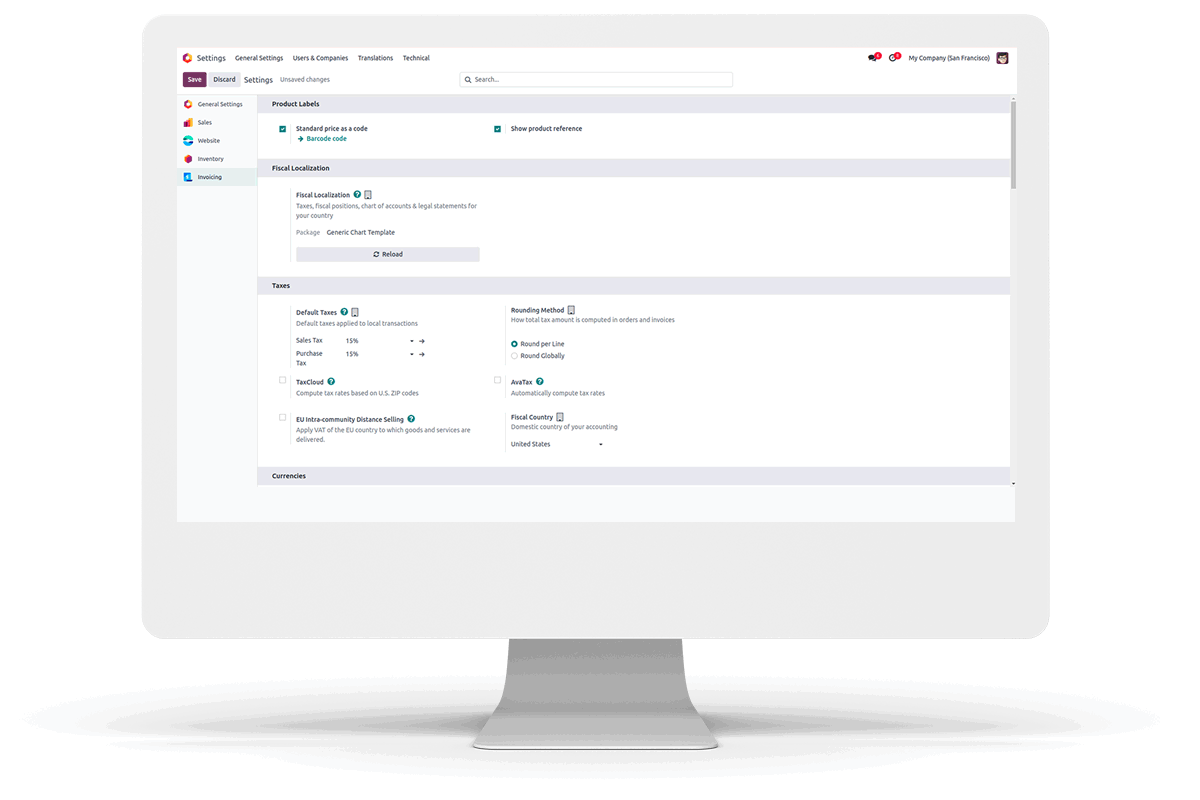 Settings General Settings Users & Companies Translations Technical My Company (San Francisco)
Save Discard Settings Unsaved changes Search...
General Settings
Sales
Website
Inventory
Invoicing
Product Labels
Standard price as a code
Barcode code
Show product reference
Fiscal Localization
Fiscal Localization
Taxes, fiscal positions, chart of accounts & legal statements for
your country
Package Generic Chart Template
Reload
Taxes
Default Taxes
Default taxes applied to local transactions
Sales Tax 15%
Purchase 15%
Tax
Rounding Method
How total tax amount is computed in orders and invoices
Round per Line
Round Globally
TaxCloud
Compute tax rates based on U.S. ZIP codes
AvaTax
Automatically compute tax rates
EU Intra-community Distance Selling
Apply VAT of the EU country to which goods and services are
delivered.
Fiscal Country
Domestic country of your accounting
United States
Currencies